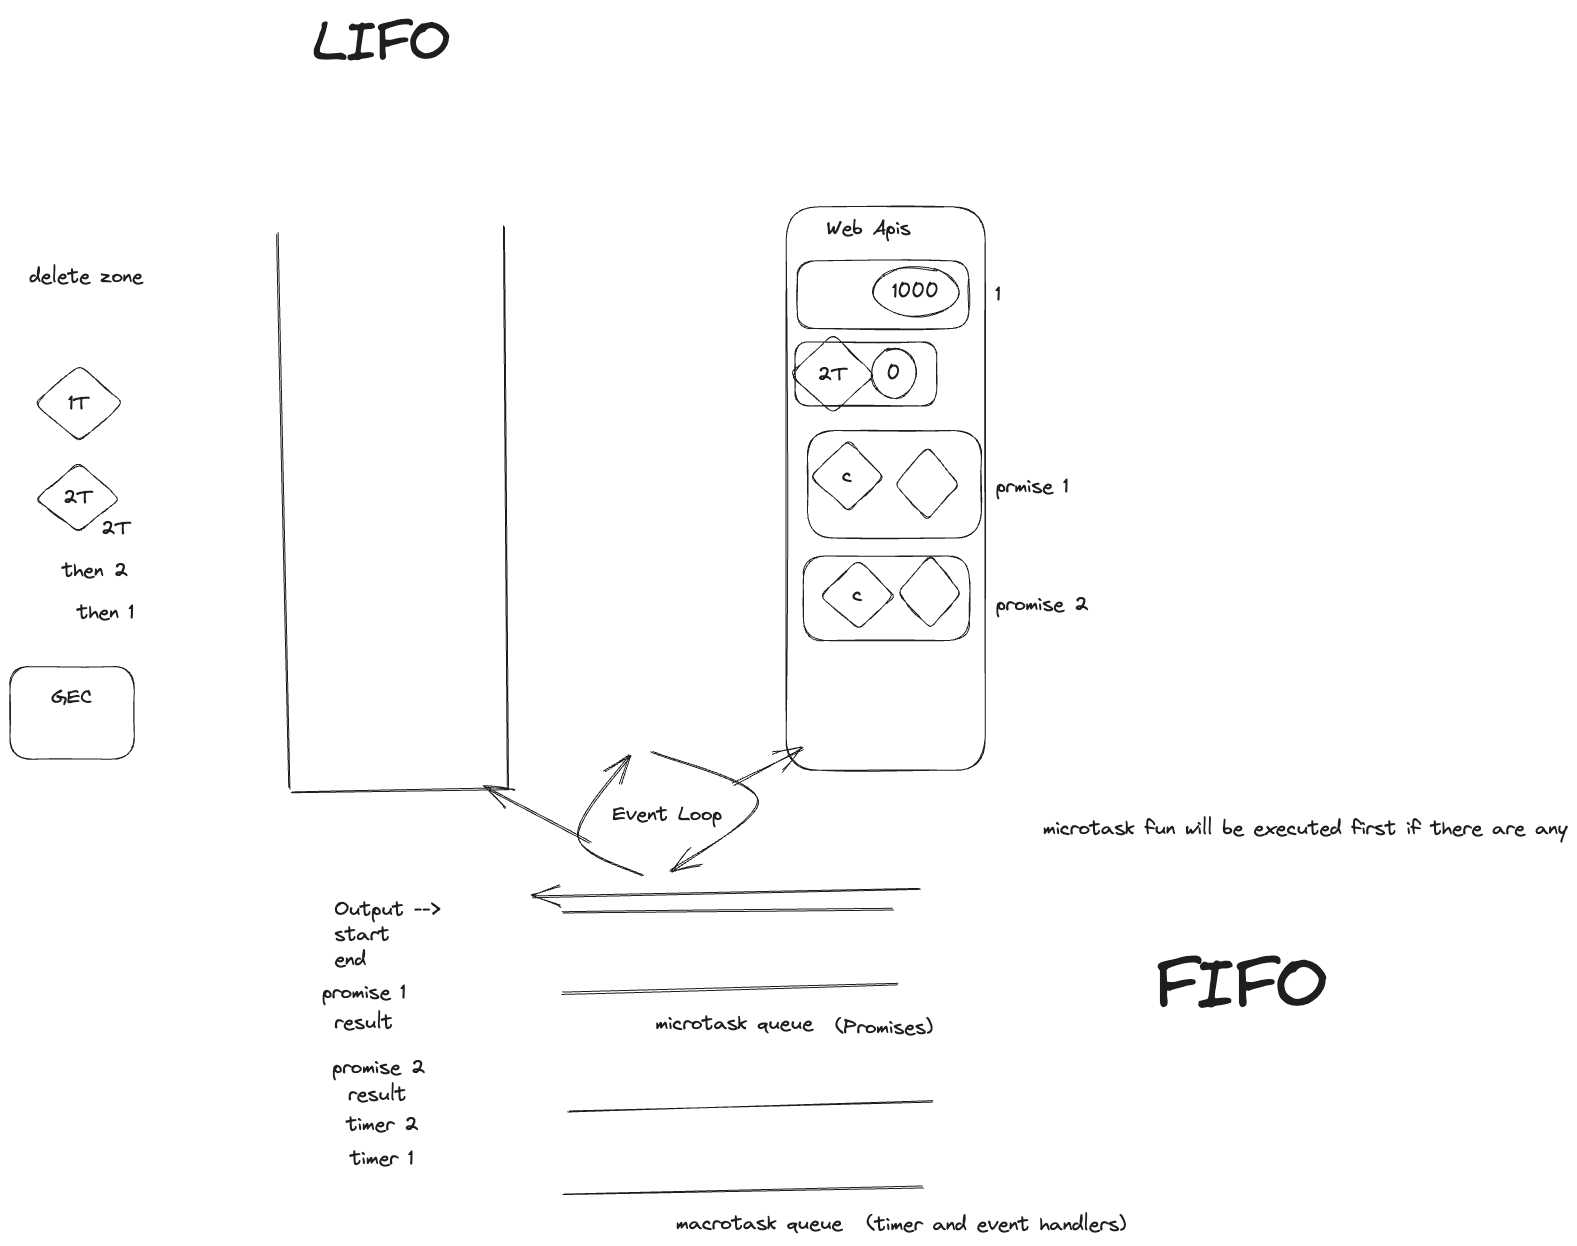 LIFO
Web Apis
delete zone
1000
1
1T
2T
0
2T
2T
then 2
then 1
c
prmise 1
c
promise 2
GEC
Event Loop
microtask fun will be executed first if there are any
Output -->
start
end
promise 1
result
FIFO
microtask queue (Promises)
promise 2
result
timer 2
timer 1
macrotask queue (timer and event handlers)